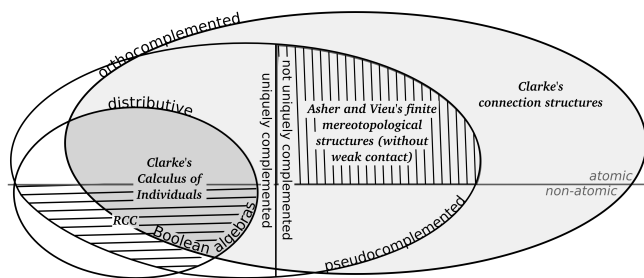 orthocomplemented
distributive
uniquely complemented
not uniquely complemented
Clarke's
connection structures
Asher and Vieu's finite
mereotopological
structures (without
weak contact)
Clarke's
Calculus of
Individuals
atomic
non-atomic
RCC
Boolean algebras
pseudocomplemented